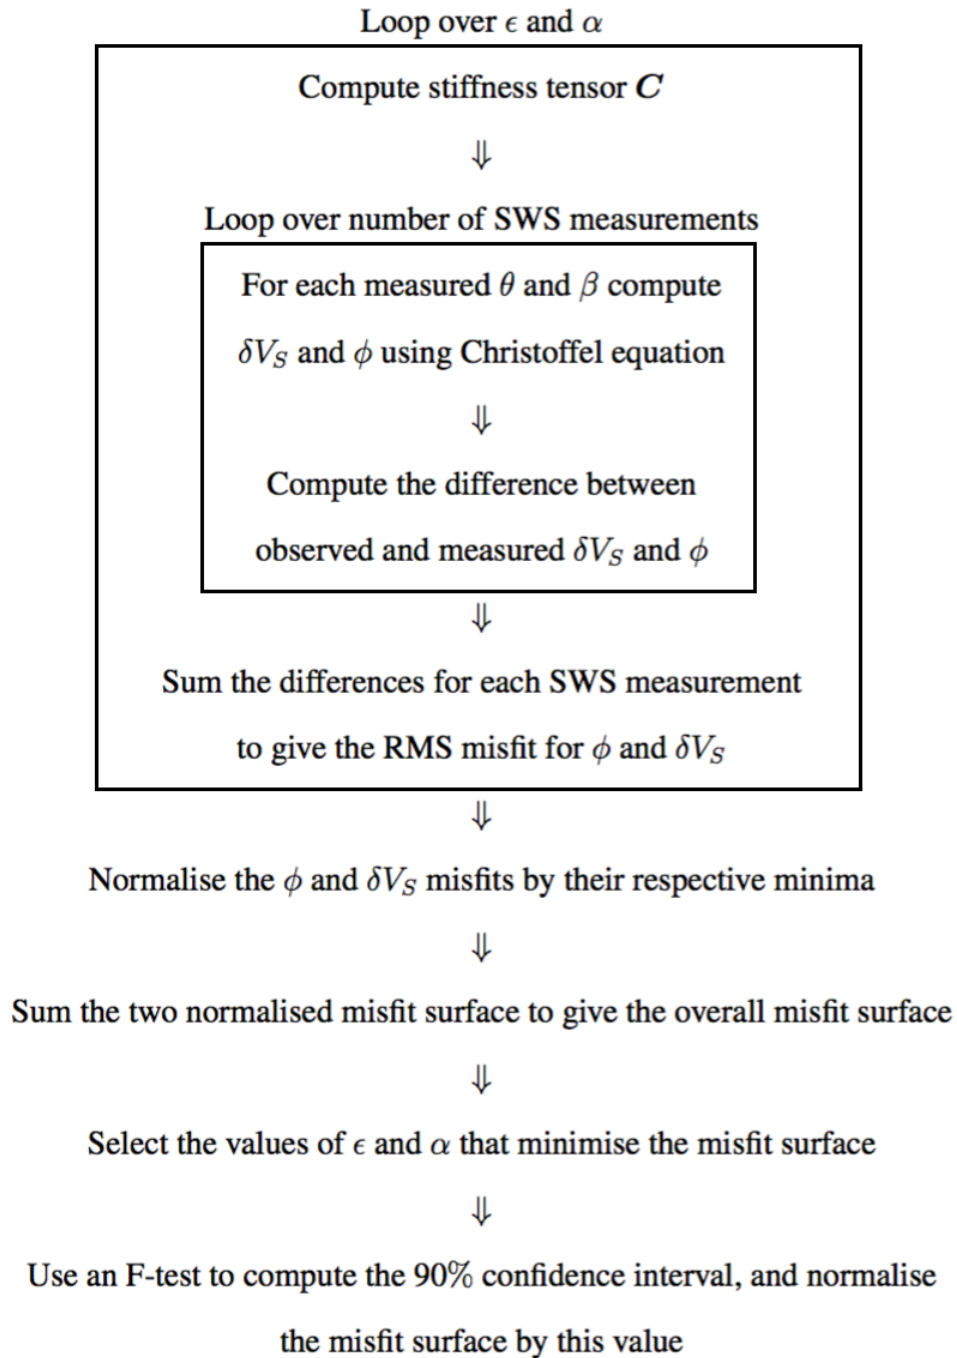 Loop over ϵ and α
Compute stiffness tensor C
⇓
Loop over number of SWS measurements
For each measured θ and β compute
δV_S and ϕ using Christoffel equation
⇓
Compute the difference between
observed and measured δV_S and ϕ
⇓
Sum the differences for each SWS measurement
to give the RMS misfit for ϕ and δV_S
⇓
Normalise the ϕ and δV_S misfits by their respective minima
⇓
Sum the two normalised misfit surface to give the overall misfit surface
⇓
Select the values of ϵ and α that minimise the misfit surface
⇓
Use an F-test to compute the 90% confidence interval, and normalise
the misfit surface by this value